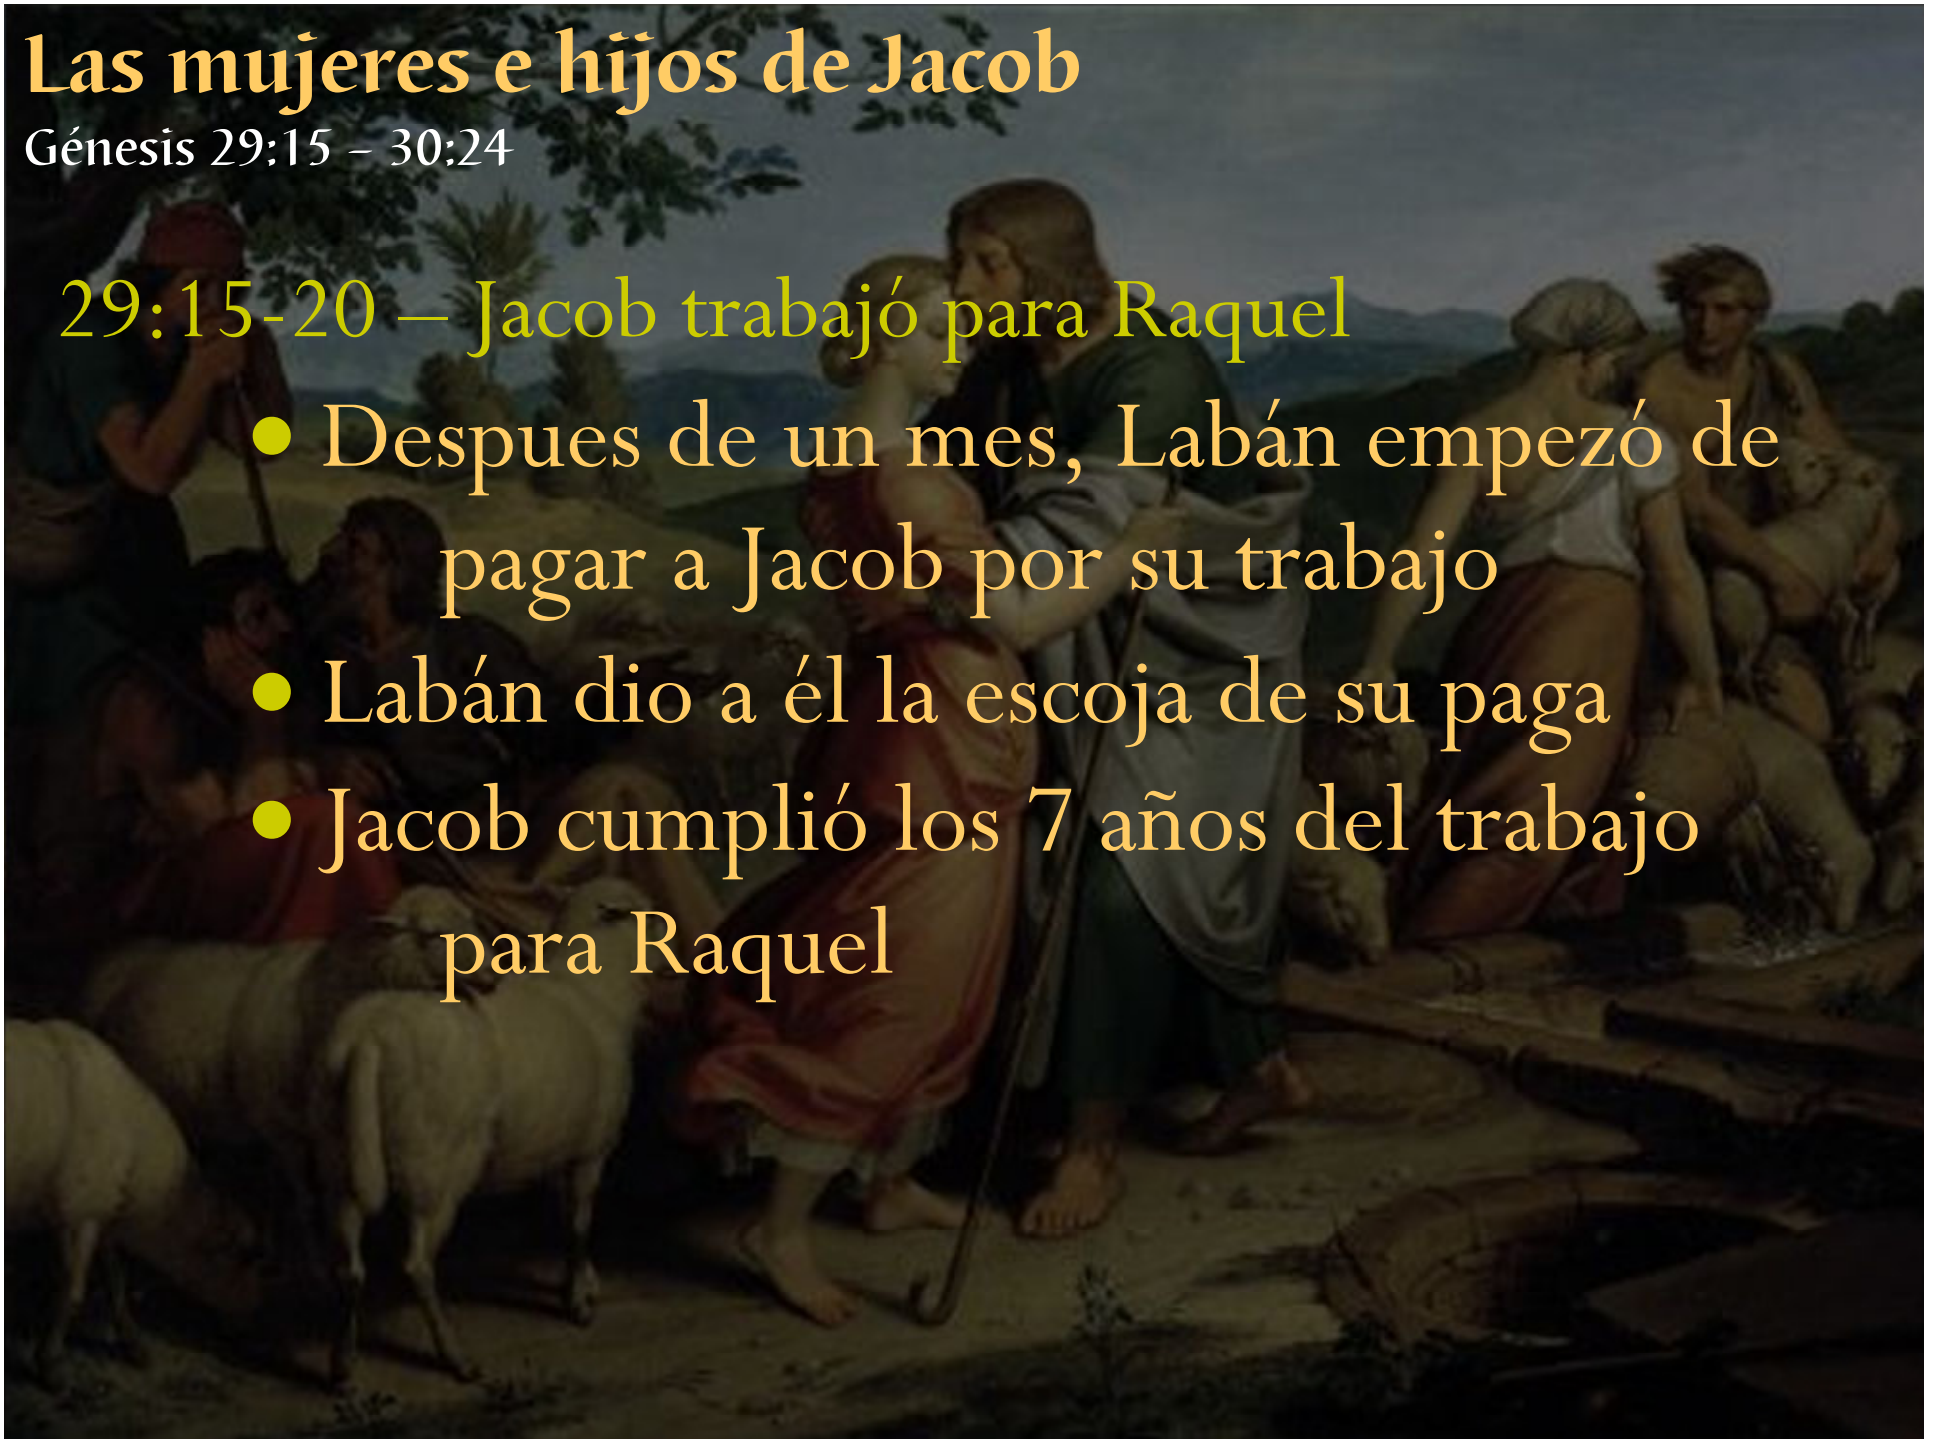 Las mujeres e hijos de Jacob
Génesis 29:15 – 30:24
29:15-20 – Jacob trabajó para Raquel
● Despues de un mes, Labán empezó de
pagar a Jacob por su trabajo
● Labán dio a él la escoja de su paga
● Jacob cumplió los 7 años del trabajo
para Raquel